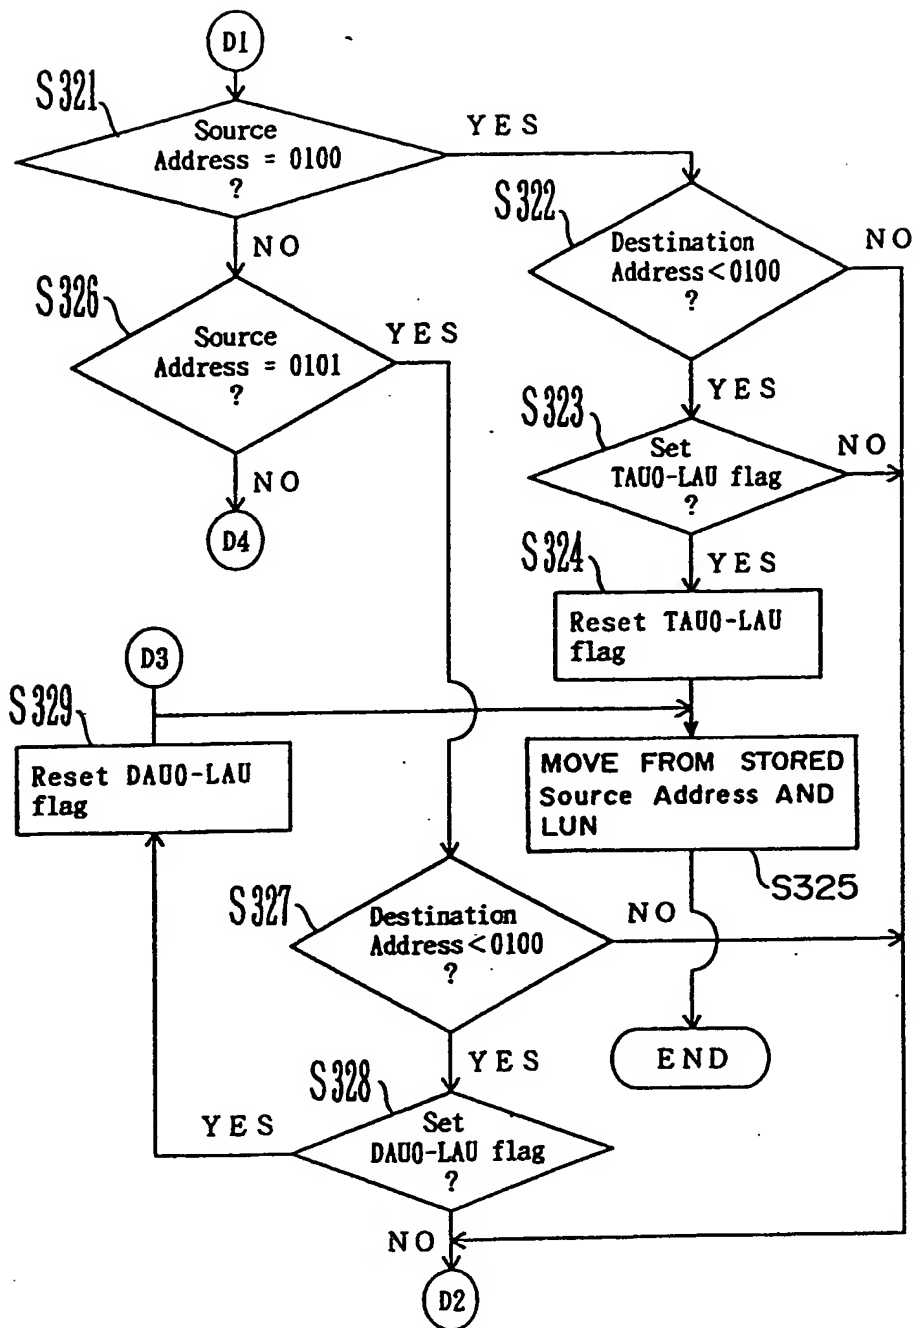 D1
S321
Source
Address = 0100
?
YES
NO
S322
Destination
Address<0100
?
NO
YES
S326
Source
Address = 0101
?
YES
NO
D4
S323
Set
TAU0-LAU flag
?
NO
YES
S324
Reset TAU0-LAU
flag
D3
S329
Reset DAU0-LAU
flag
MOVE FROM STORED
Source Address AND
LUN
S325
S327
Destination
Address<0100
?
NO
YES
END
S328
Set
DAU0-LAU flag
?
YES
NO
D2